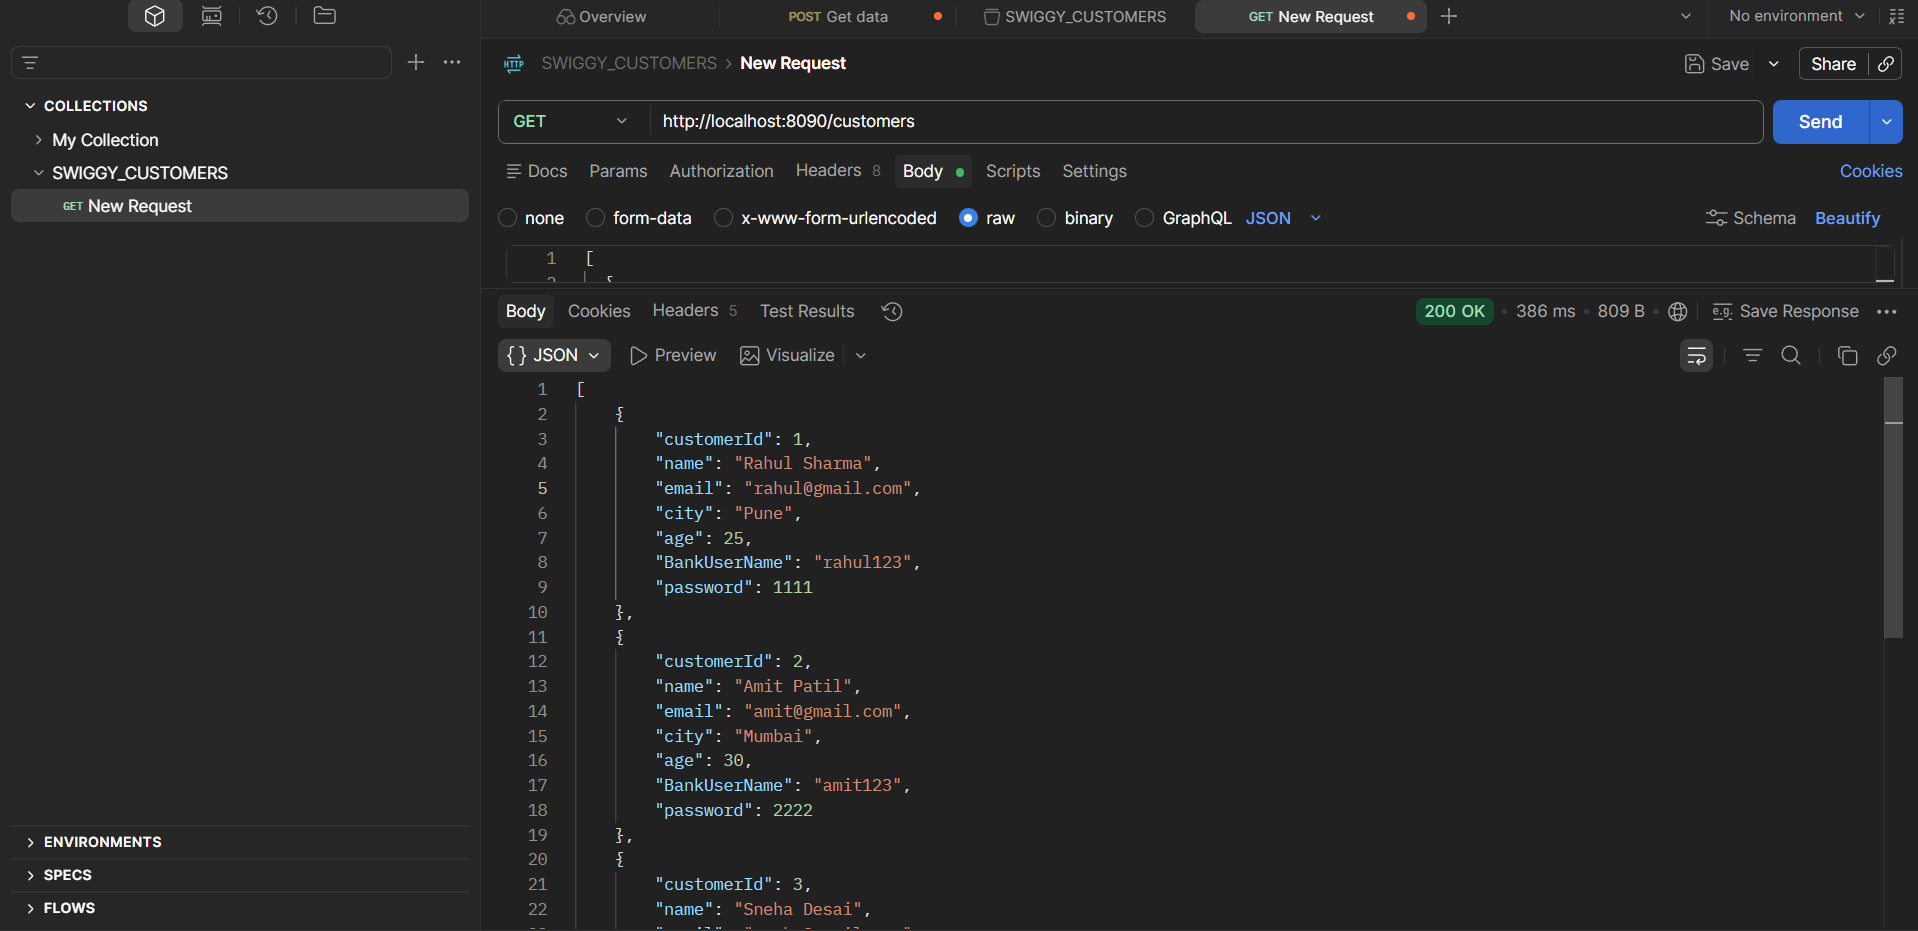 Overview
POST Get data
SWIGGY_CUSTOMERS
GET New Request
No environment
SWIGGY_CUSTOMERS > New Request
Save
Share
COLLECTIONS
My Collection
SWIGGY_CUSTOMERS
GET New Request
ENVIRONMENTS
SPECS
FLOWS
GET
http://localhost:8090/customers
Send
Docs Params Authorization Headers 8 Body Scripts Settings
Cookies
none form-data x-www-form-urlencoded raw binary GraphQL JSON
Schema Beautify
1 [
Body Cookies Headers 5 Test Results
200 OK • 386 ms • 809 B •
e.g. Save Response
{} JSON Preview Visualize
1 [
2 {
3 "customerId": 1,
4 "name": "Rahul Sharma",
5 "email": "rahul@gmail.com",
6 "city": "Pune",
7 "age": 25,
8 "BankUserName": "rahul123",
9 "password": 1111
10 },
11 {
12 "customerId": 2,
13 "name": "Amit Patil",
14 "email": "amit@gmail.com",
15 "city": "Mumbai",
16 "age": 30,
17 "BankUserName": "amit123",
18 "password": 2222
19 },
20 {
21 "customerId": 3,
22 "name": "Sneha Desai",